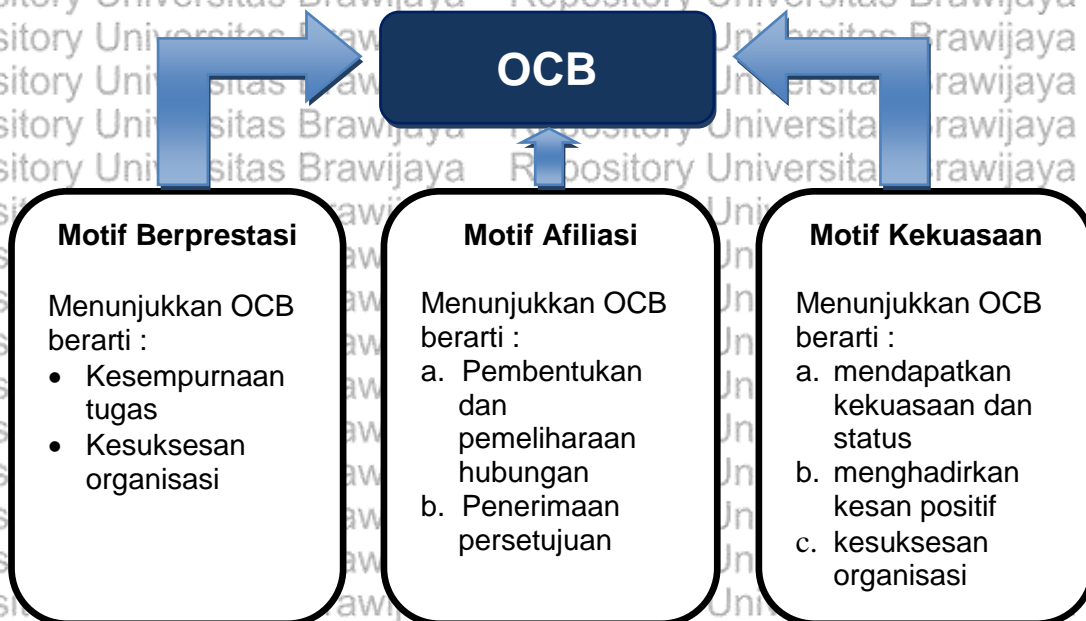 OCB
Motif Berprestasi
Menunjukkan OCB
berarti :
• Kesempurnaan
tugas
• Kesuksesan
organisasi
Motif Afiliasi
Menunjukkan OCB
berarti :
a. Pembentukan
dan
pemeliharaan
hubungan
b. Penerimaan
persetujuan
Motif Kekuasaan
Menunjukkan OCB
berarti :
a. mendapatkan
kekuasaan dan
status
b. menghadirkan
kesan positif
c. kesuksesan
organisasi